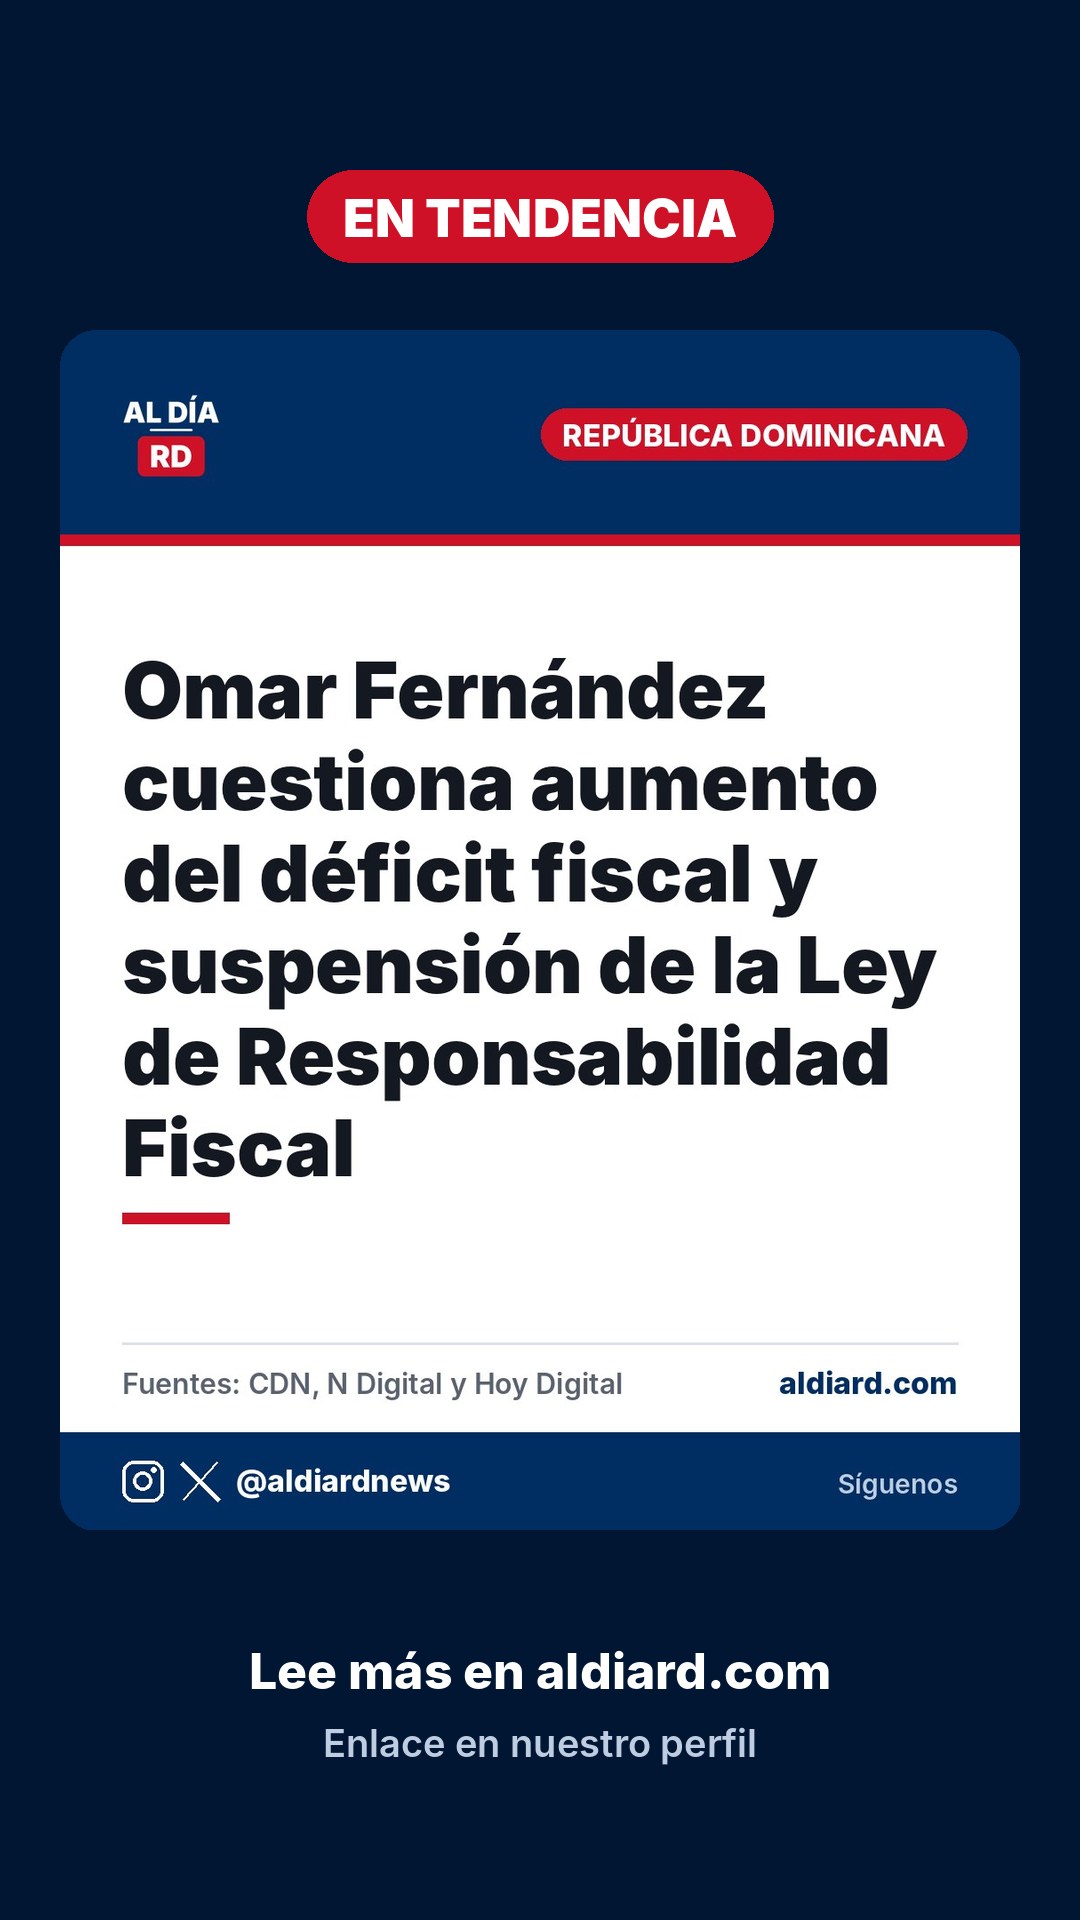 EN TENDENCIA
AL DÍA
RD
REPÚBLICA DOMINICANA
Omar Fernández
cuestiona aumento
del déficit fiscal y
suspensión de la Ley
de Responsabilidad
Fiscal
Fuentes: CDN, N Digital y Hoy Digital
aldiard.com
@aldiardnews
Síguenos
Lee más en aldiard.com
Enlace en nuestro perfil